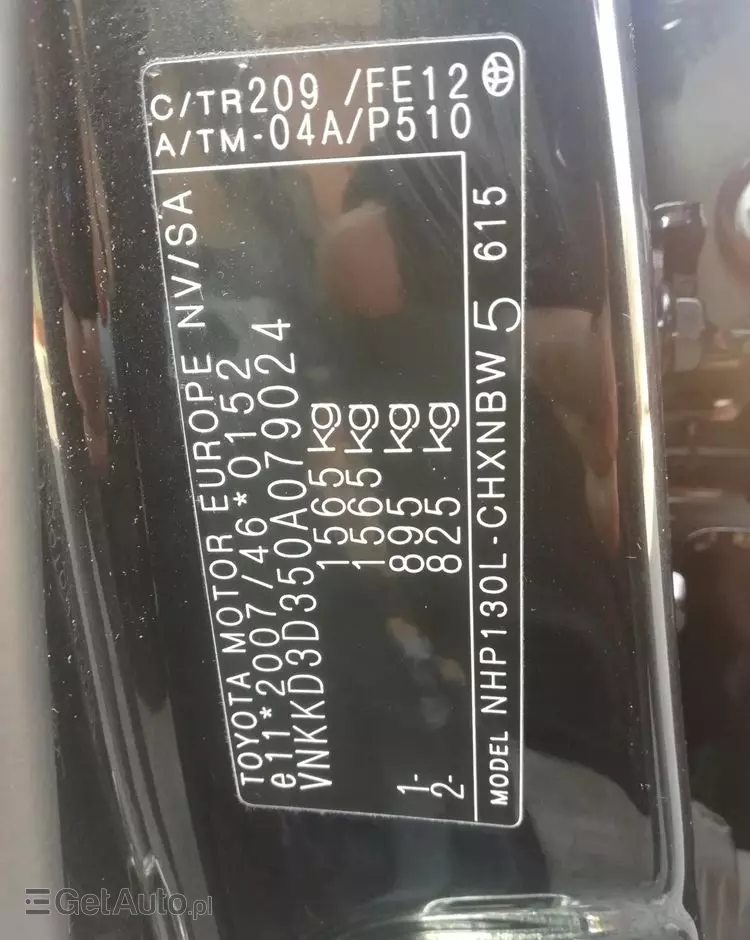 TOYOTA MOTOR EUROPE NV/SA
e11*2007/46*0152
VNKKD3D350A079024
1565 kg
1565 kg
1- 895 kg
2- 825 kg
C/TR209 /FE12
A/TM-04A/P510
MODEL NHP130L-CHXNBW 5 615
GetAuto.pl